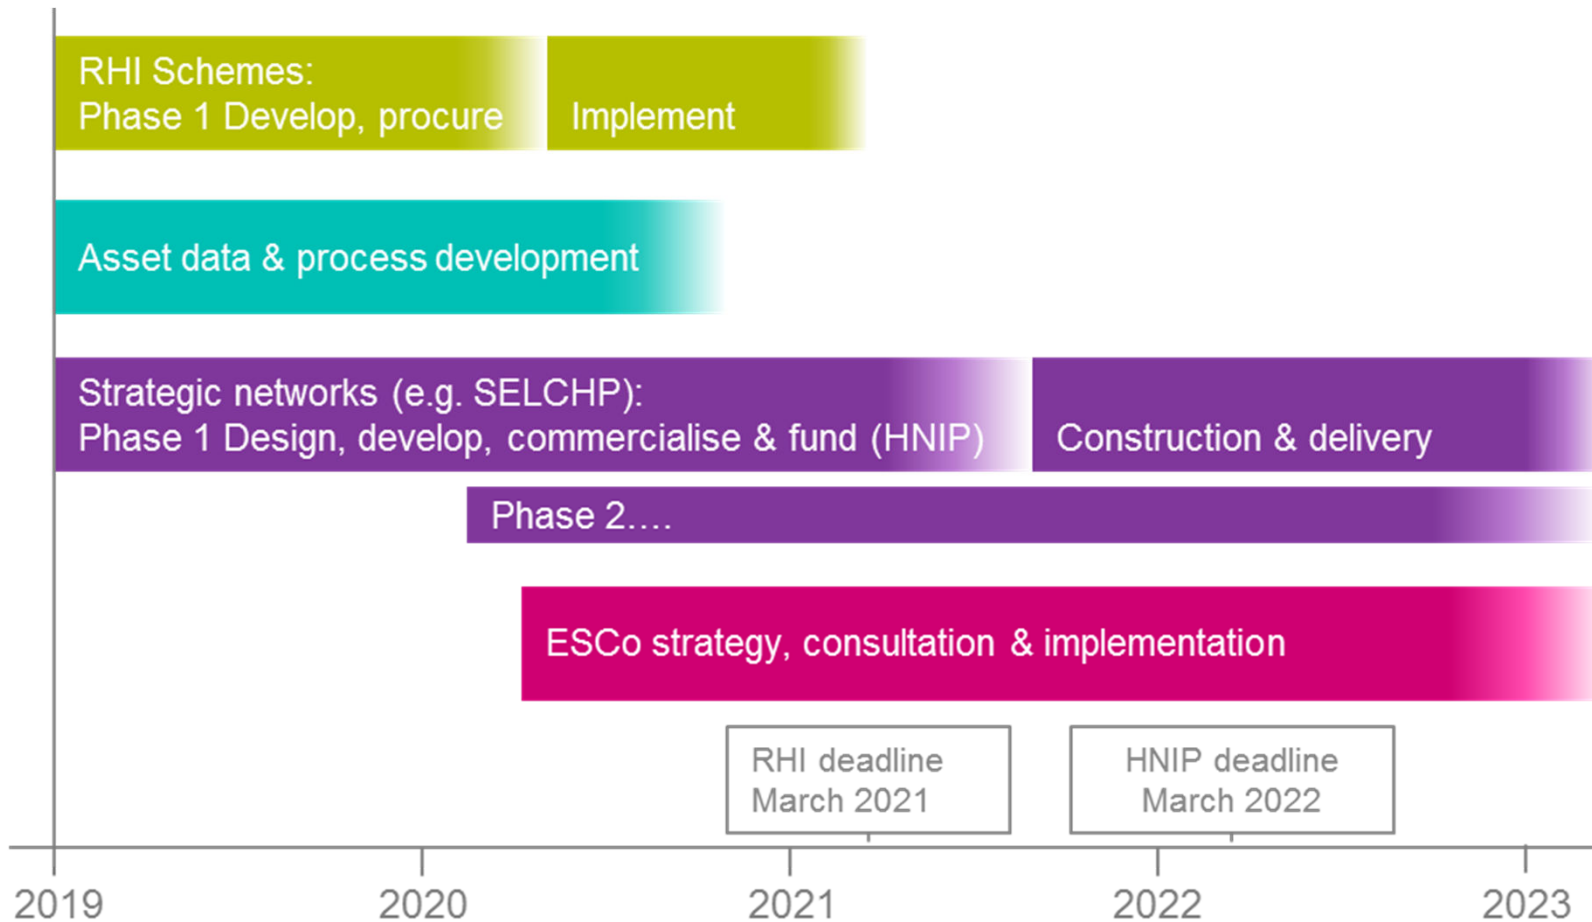 RHI Schemes:
Phase 1 Develop, procure
Implement
Asset data & process development
Strategic networks (e.g. SELCHP):
Phase 1 Design, develop, commercialise & fund (HNIP)
Construction & delivery
Phase 2....
ESCo strategy, consultation & implementation
RHI deadline
March 2021
HNIP deadline
March 2022
2019
2020
2021
2022
2023